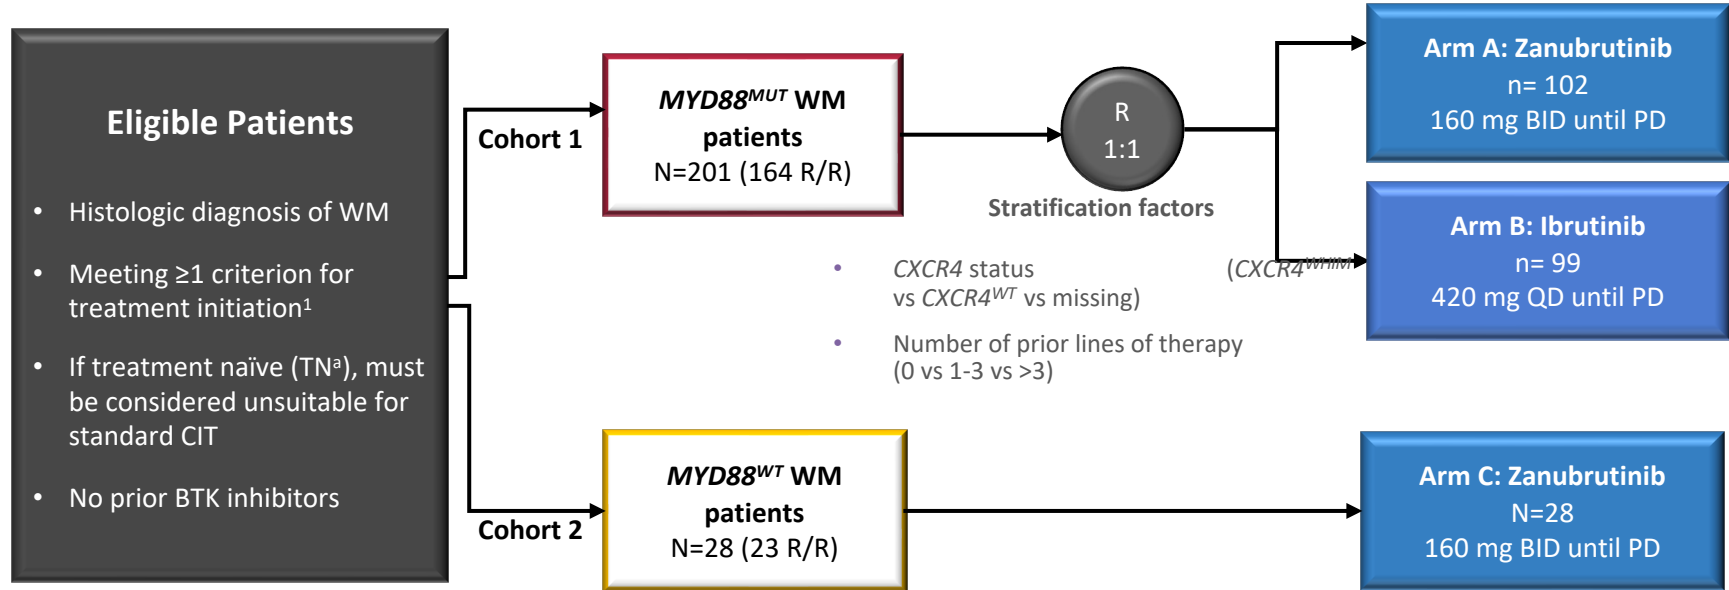 Eligible Patients
• Histologic diagnosis of WM
• Meeting ≥1 criterion for
treatment initiation¹
• If treatment naïve (TNᵃ), must
be considered unsuitable for
standard CIT
• No prior BTK inhibitors
Cohort 1
MYD88ᴹᵁᵀ WM
patients
N=201 (164 R/R)
R
1:1
Stratification factors
• CXCR4 status (CXCR4ᵂᴴᴵᴹ
vs CXCR4ᵂᵀ vs missing)
• Number of prior lines of therapy
(0 vs 1-3 vs >3)
Arm A: Zanubrutinib
n= 102
160 mg BID until PD
Arm B: Ibrutinib
n= 99
420 mg QD until PD
Cohort 2
MYD88ᵂᵀ WM
patients
N=28 (23 R/R)
Arm C: Zanubrutinib
N=28
160 mg BID until PD